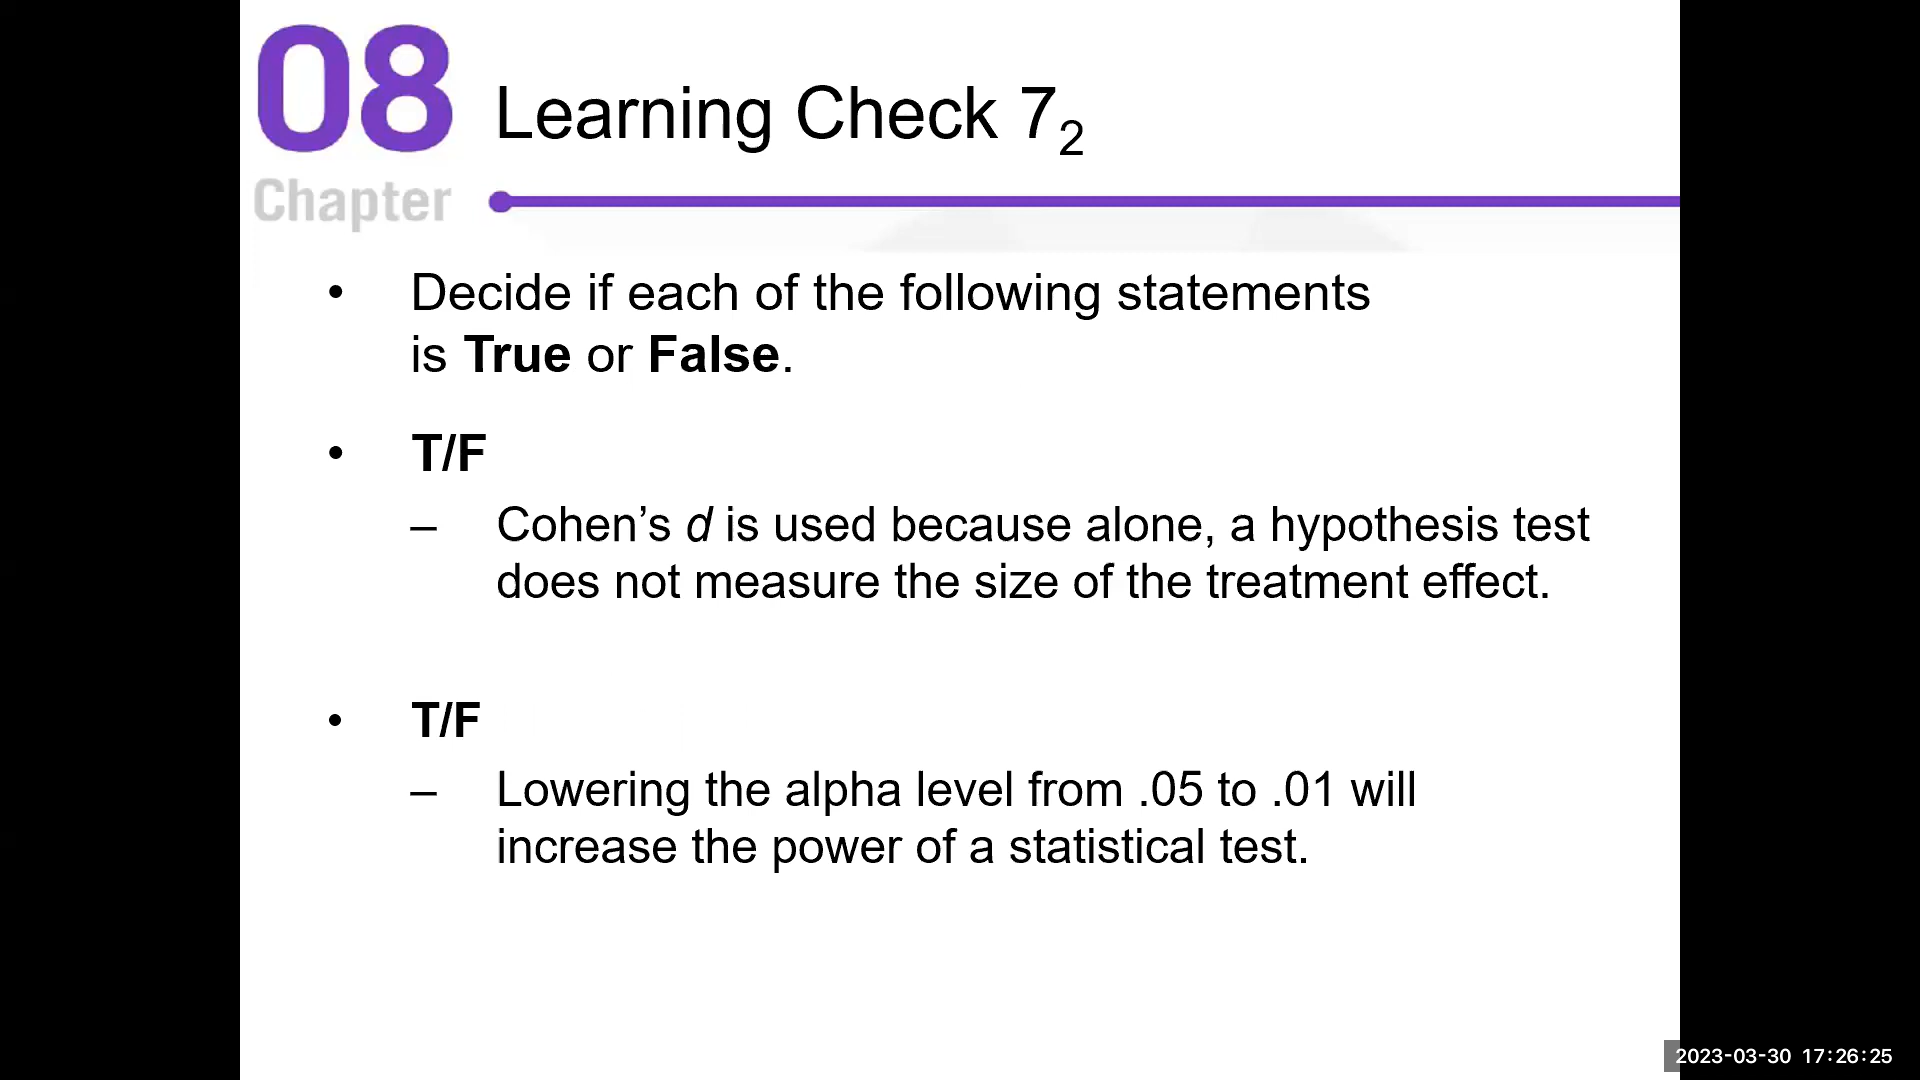 08
Chapter
Learning Check 7₂
• Decide if each of the following statements
is True or False.
• T/F
– Cohen’s d is used because alone, a hypothesis test
does not measure the size of the treatment effect.
• T/F
– Lowering the alpha level from .05 to .01 will
increase the power of a statistical test.
2023-03-30 17:26:25